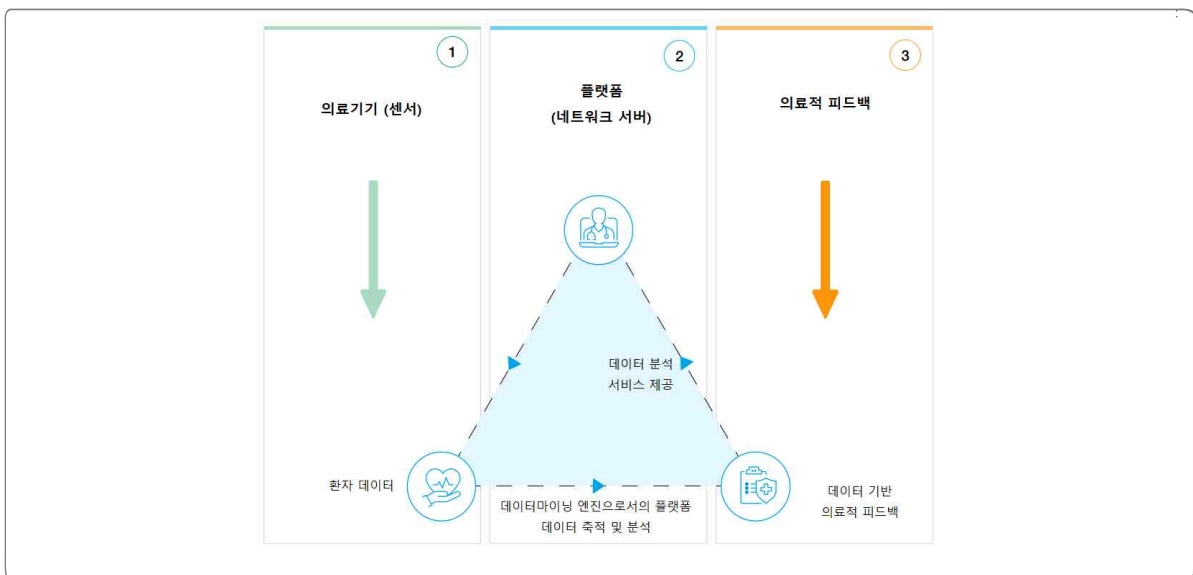 1
의료기기 (센서)
환자 데이터
2
플랫폼
(네트워크 서버)
데이터 분석
서비스 제공
데이터마이닝 엔진으로서의 플랫폼
데이터 축적 및 분석
3
의료적 피드백
데이터 기반
의료적 피드백